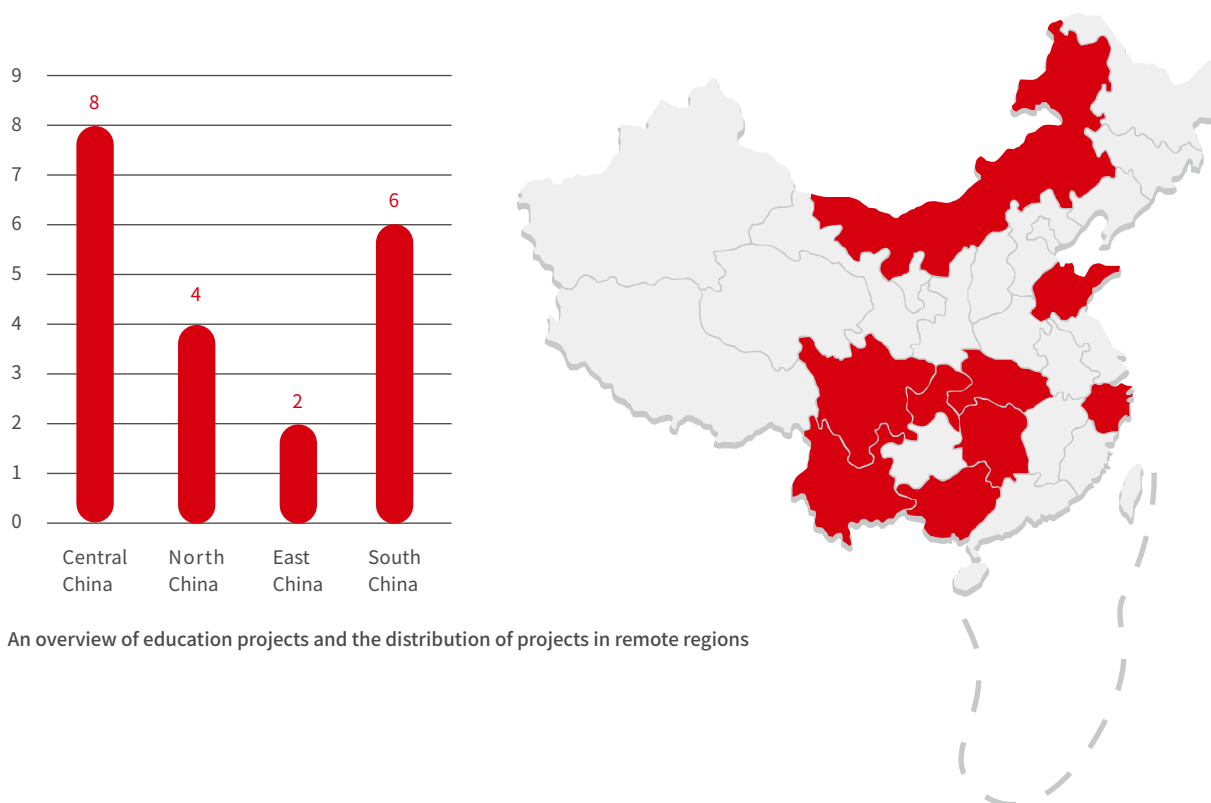 9
8
7
6
5
4
3
2
1
0
8
4
2
6
Central
China
North
China
East
China
South
China
An overview of education projects and the distribution of projects in remote regions